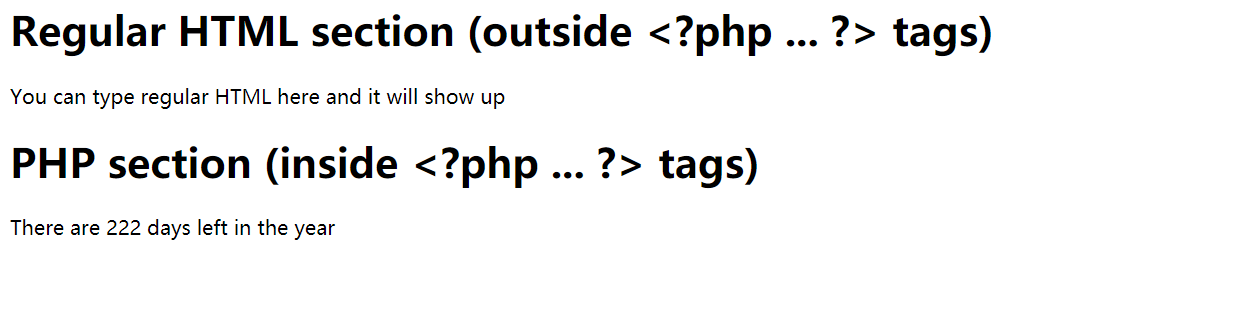 Regular HTML section (outside <?php ... ?> tags)
You can type regular HTML here and it will show up
PHP section (inside <?php ... ?> tags)
There are 222 days left in the year